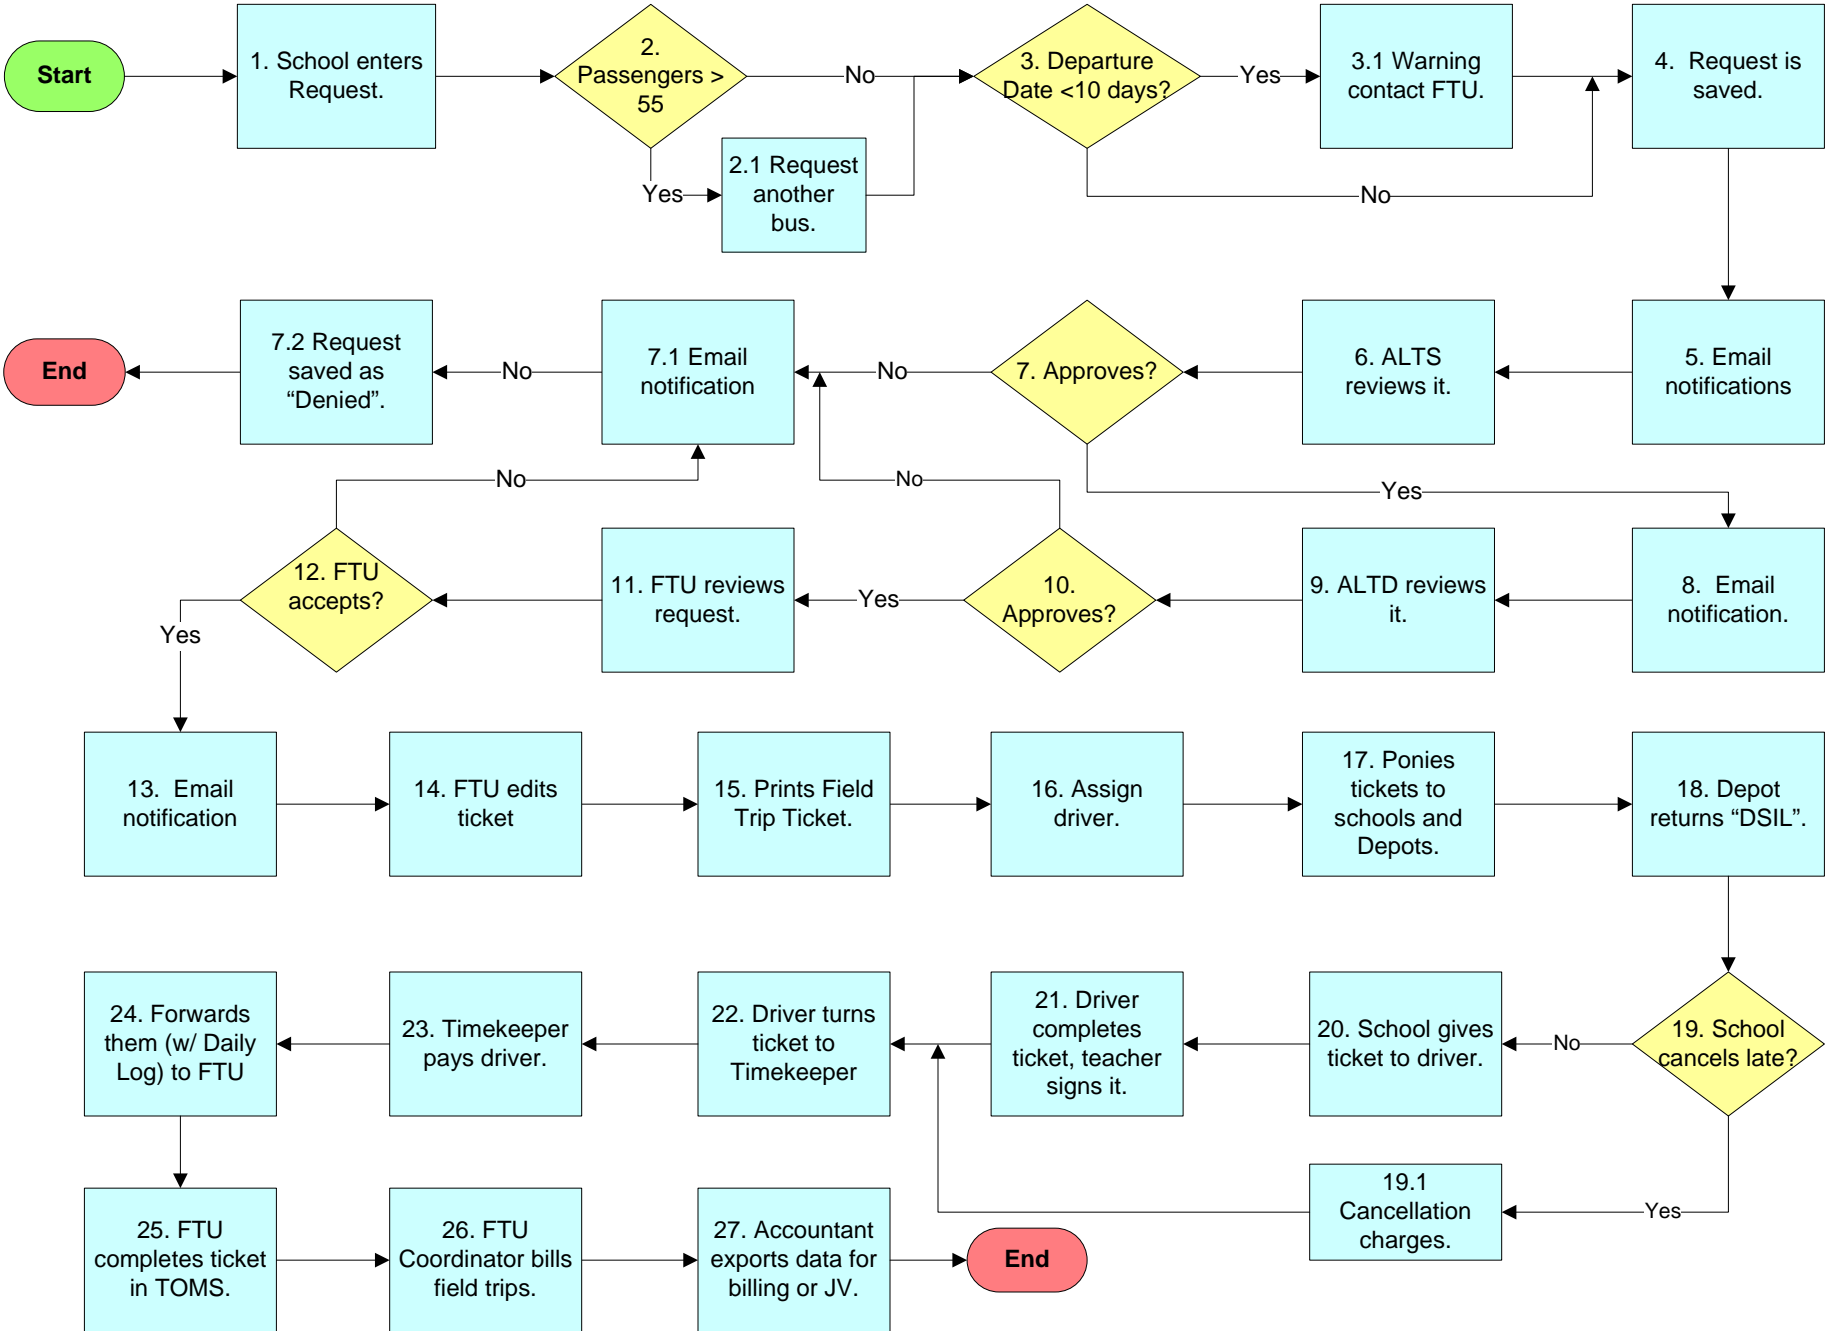 Start
1. School enters
Request.
2.
Passengers >
55
No
Yes
2.1 Request
another
bus.
3. Departure
Date <10 days?
Yes
No
3.1 Warning
contact FTU.
4. Request is
saved.
5. Email
notifications
6. ALTS
reviews it.
7. Approves?
No
Yes
7.1 Email
notification
No
7.2 Request
saved as
“Denied”.
End
8. Email
notification.
9. ALTD reviews
it.
10.
Approves?
No
Yes
11. FTU reviews
request.
12. FTU
accepts?
No
Yes
13. Email
notification
14. FTU edits
ticket
15. Prints Field
Trip Ticket.
16. Assign
driver.
17. Ponies
tickets to
schools and
Depots.
18. Depot
returns “DSIL”.
19. School
cancels late?
No
Yes
19.1
Cancellation
charges.
20. School gives
ticket to driver.
21. Driver
completes
ticket, teacher
signs it.
22. Driver turns
ticket to
Timekeeper
23. Timekeeper
pays driver.
24. Forwards
them (w/ Daily
Log) to FTU
25. FTU
completes ticket
in TOMS.
26. FTU
Coordinator bills
field trips.
27. Accountant
exports data for
billing or JV.
End